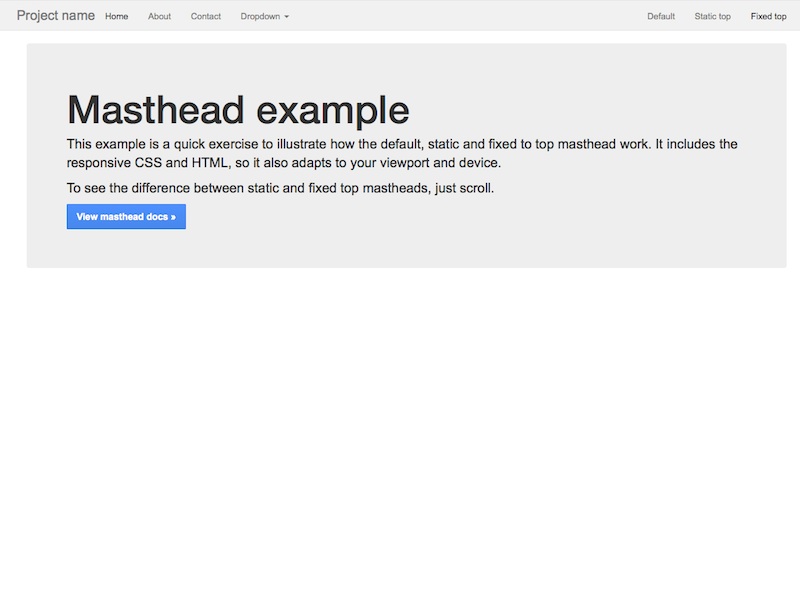 Project name Home About Contact Dropdown Default Static top Fixed top
Masthead example
This example is a quick exercise to illustrate how the default, static and fixed to top masthead work. It includes the
responsive CSS and HTML, so it also adapts to your viewport and device.
To see the difference between static and fixed top mastheads, just scroll.
View masthead docs »